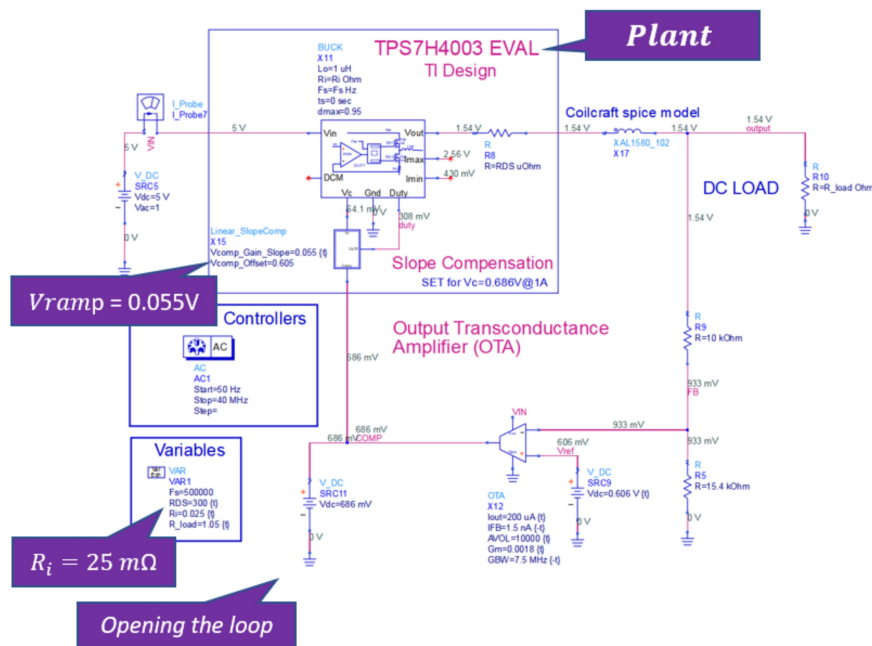 Plant
TPS7H4003 EVAL
TI Design
BUCK
X11
Lo=1 uH
Ri=Ri Ohm
Fs=Fs Hz
ts=0 sec
dmax=0.95
I_Probe
I_Probe7
5 V
Vin
Vout
1.54 V
R
R8
R=RDS uOhm
Coilcraft spice model
1.54 V
XAL1580_102
X17
1.54 V
1.54 V
output
5 V
VIN
Imax
2.56 V
Imin
430 mV
DCM
Vc Gnd Duty
V_DC
SRC5
Vdc=5 V
Vac=1
0 V
DC LOAD
R
R10
R=R_load Ohm
0 V
64.1 mV
0 V
308 mV
duty
1.54 V
Linear_SlopeComp
X15
Vcomp_Gain_Slope=0.055 {t}
Vcomp_Offset=0.605
Slope Compensation
SET for Vc=0.686V@1A
Vramp = 0.055V
Controllers
AC
AC
AC1
Start=50 Hz
Stop=40 MHz
Step=
Output Transconductance
Amplifier (OTA)
686 mV
R
R9
R=10 kOhm
933 mV
FB
VIN
686 mV
686 mV
COMP
933 mV
933 mV
606 mV
Vref
Variables
VAR
VAR1
Fs=500000
RDS=300 {t}
Ri=0.025 {t}
R_load=1.05 {t}
V_DC
SRC11
Vdc=686 mV
0 V
OTA
X12
Iout=200 uA {t}
IFB=1.5 nA {-t}
AVOL=10000 {t}
Gm=0.0018 {t}
GBW=7.5 MHz {-t}
V_DC
SRC9
Vdc=0.606 V {t}
0 V
R
R5
R=15.4 kOhm
0 V
R_i = 25 mΩ
Opening the loop